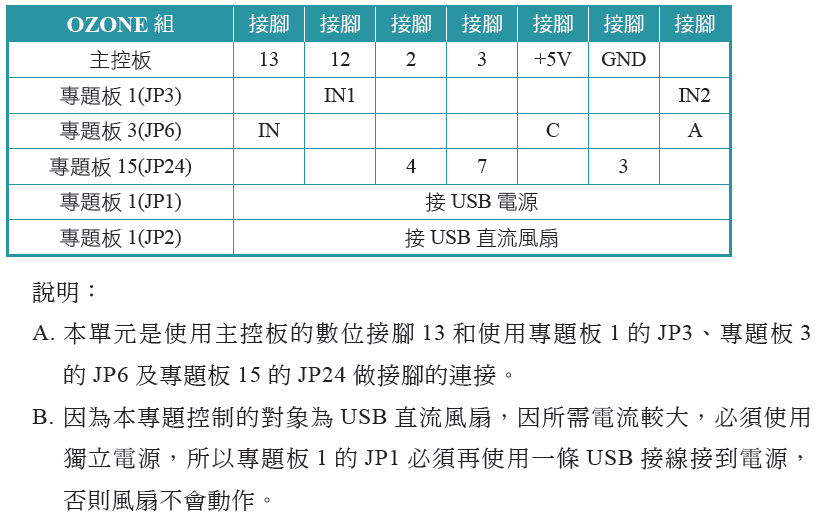 OZONE 組 接腳 接腳 接腳 接腳 接腳 接腳 接腳
主控板 13 12 2 3 +5V GND
專題板 1(JP3) IN1 IN2
專題板 3(JP6) IN C A
專題板 15(JP24) 4 7 3
專題板 1(JP1) 接 USB 電源
專題板 1(JP2) 接 USB 直流風扇
說明：
A. 本單元是使用主控板的數位接腳 13 和使用專題板 1 的 JP3、專題板 3
的 JP6 及專題板 15 的 JP24 做接腳的連接。
B. 因為本專題控制的對象為 USB 直流風扇，因所需電流較大，必須使用
獨立電源，所以專題板 1 的 JP1 必須再使用一條 USB 接線接到電源，
否則風扇不會動作。